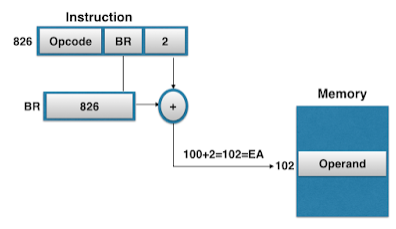 Instruction
826 Opcode BR 2
BR 826 +
Memory
100+2=102=EA
102 Operand